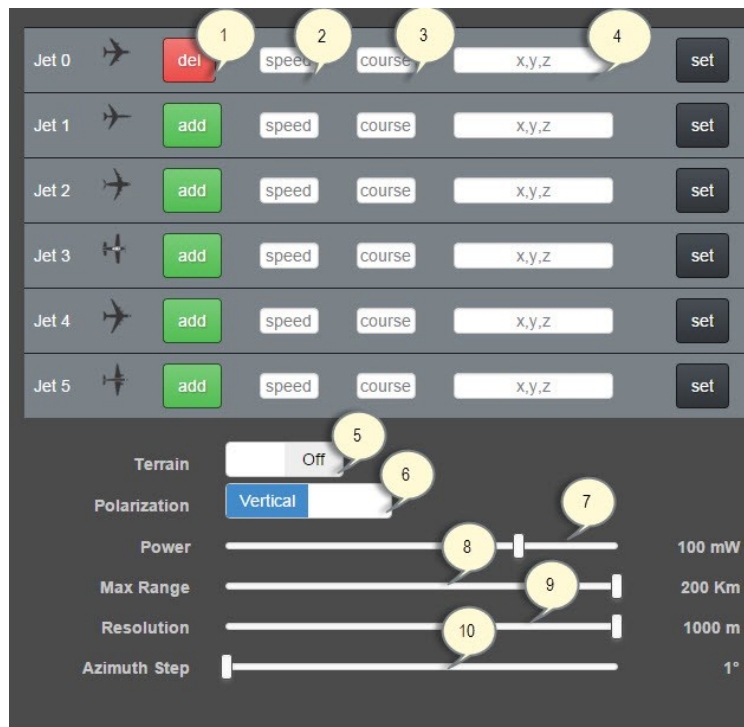 1 2 3 4
Jet 0 del speed course x,y,z set
Jet 1 add speed course x,y,z set
Jet 2 add speed course x,y,z set
Jet 3 add speed course x,y,z set
Jet 4 add speed course x,y,z set
Jet 5 add speed course x,y,z set
5
Terrain Off
6
Polarization Vertical
7
Power 8 100 mW
Max Range 9 200 Km
Resolution 10 1000 m
Azimuth Step 1°